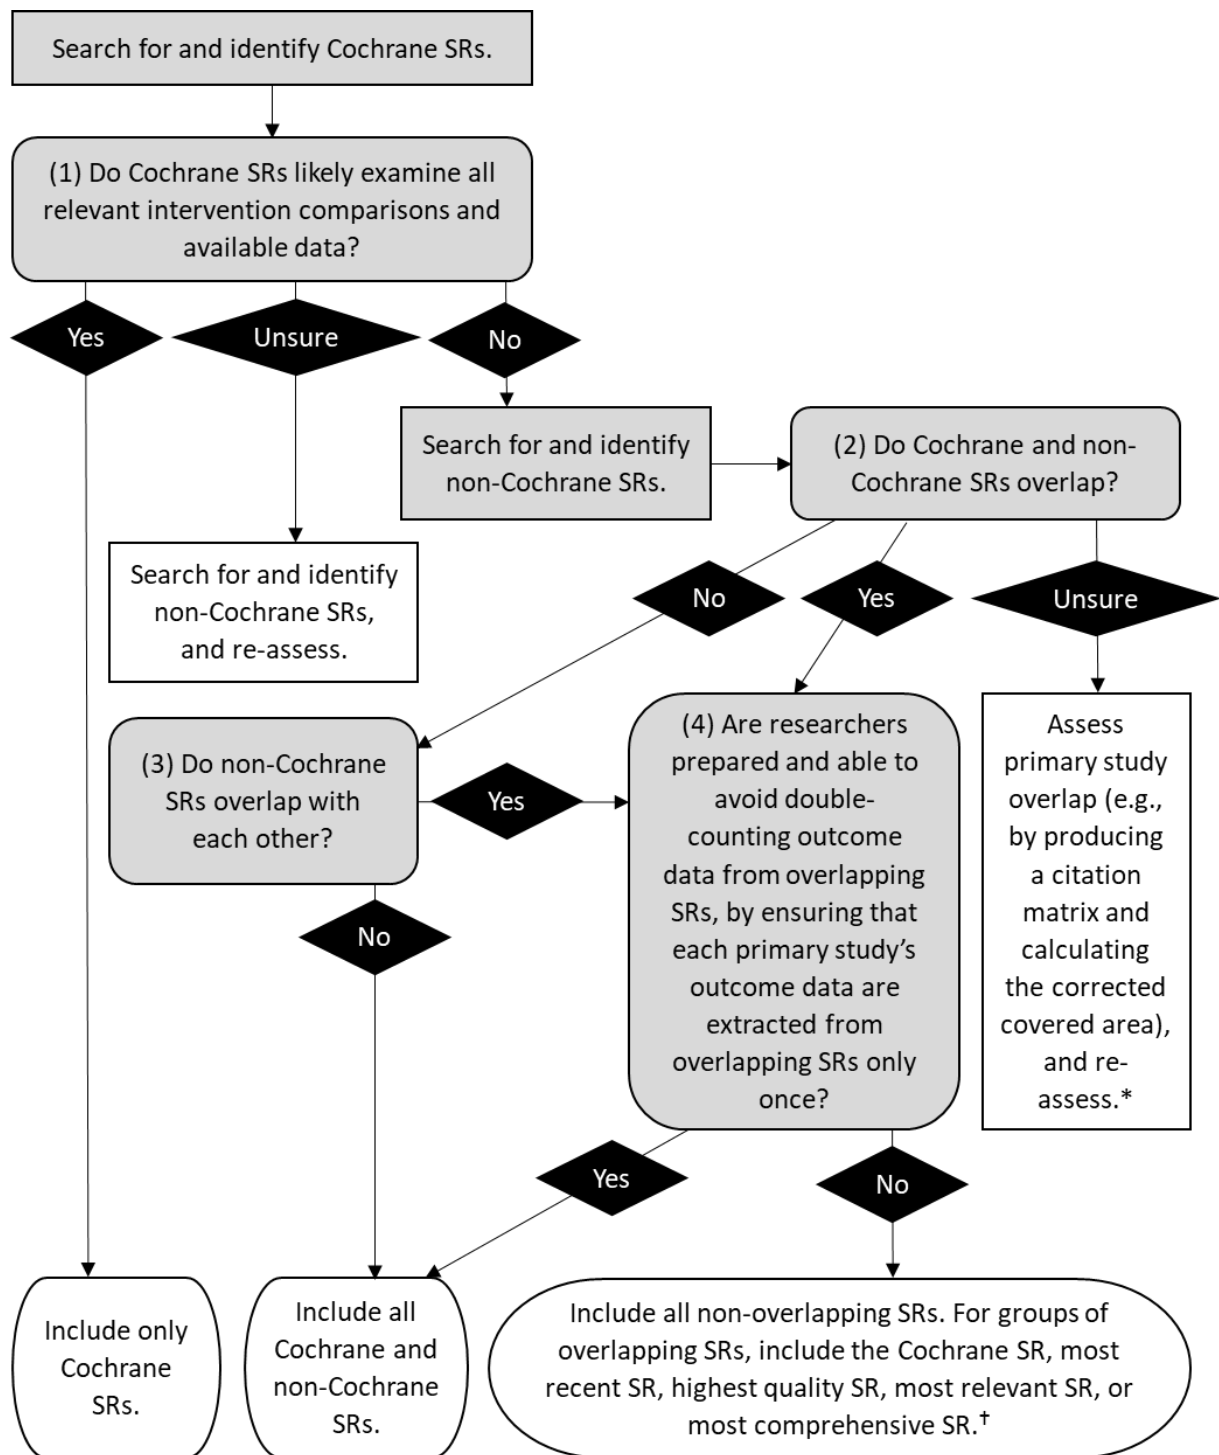 Search for and identify Cochrane SRs.
(1) Do Cochrane SRs likely examine all
relevant intervention comparisons and
available data?
Yes
Unsure
No
Search for and identify
non-Cochrane SRs.
(2) Do Cochrane and non-
Cochrane SRs overlap?
Search for and identify
non-Cochrane SRs,
and re-assess.
No
Yes
Unsure
(3) Do non-Cochrane
SRs overlap with
each other?
Yes
No
(4) Are researchers
prepared and able to
avoid double-
counting outcome
data from overlapping
SRs, by ensuring that
each primary study’s
outcome data are
extracted from
overlapping SRs only
once?
Assess
primary study
overlap (e.g.,
by producing
a citation
matrix and
calculating
the corrected
covered area),
and re-
assess.*
Yes
No
Include only
Cochrane
SRs.
Include all
Cochrane and
non-Cochrane
SRs.
Include all non-overlapping SRs. For groups of
overlapping SRs, include the Cochrane SR, most
recent SR, highest quality SR, most relevant SR, or
most comprehensive SR.†